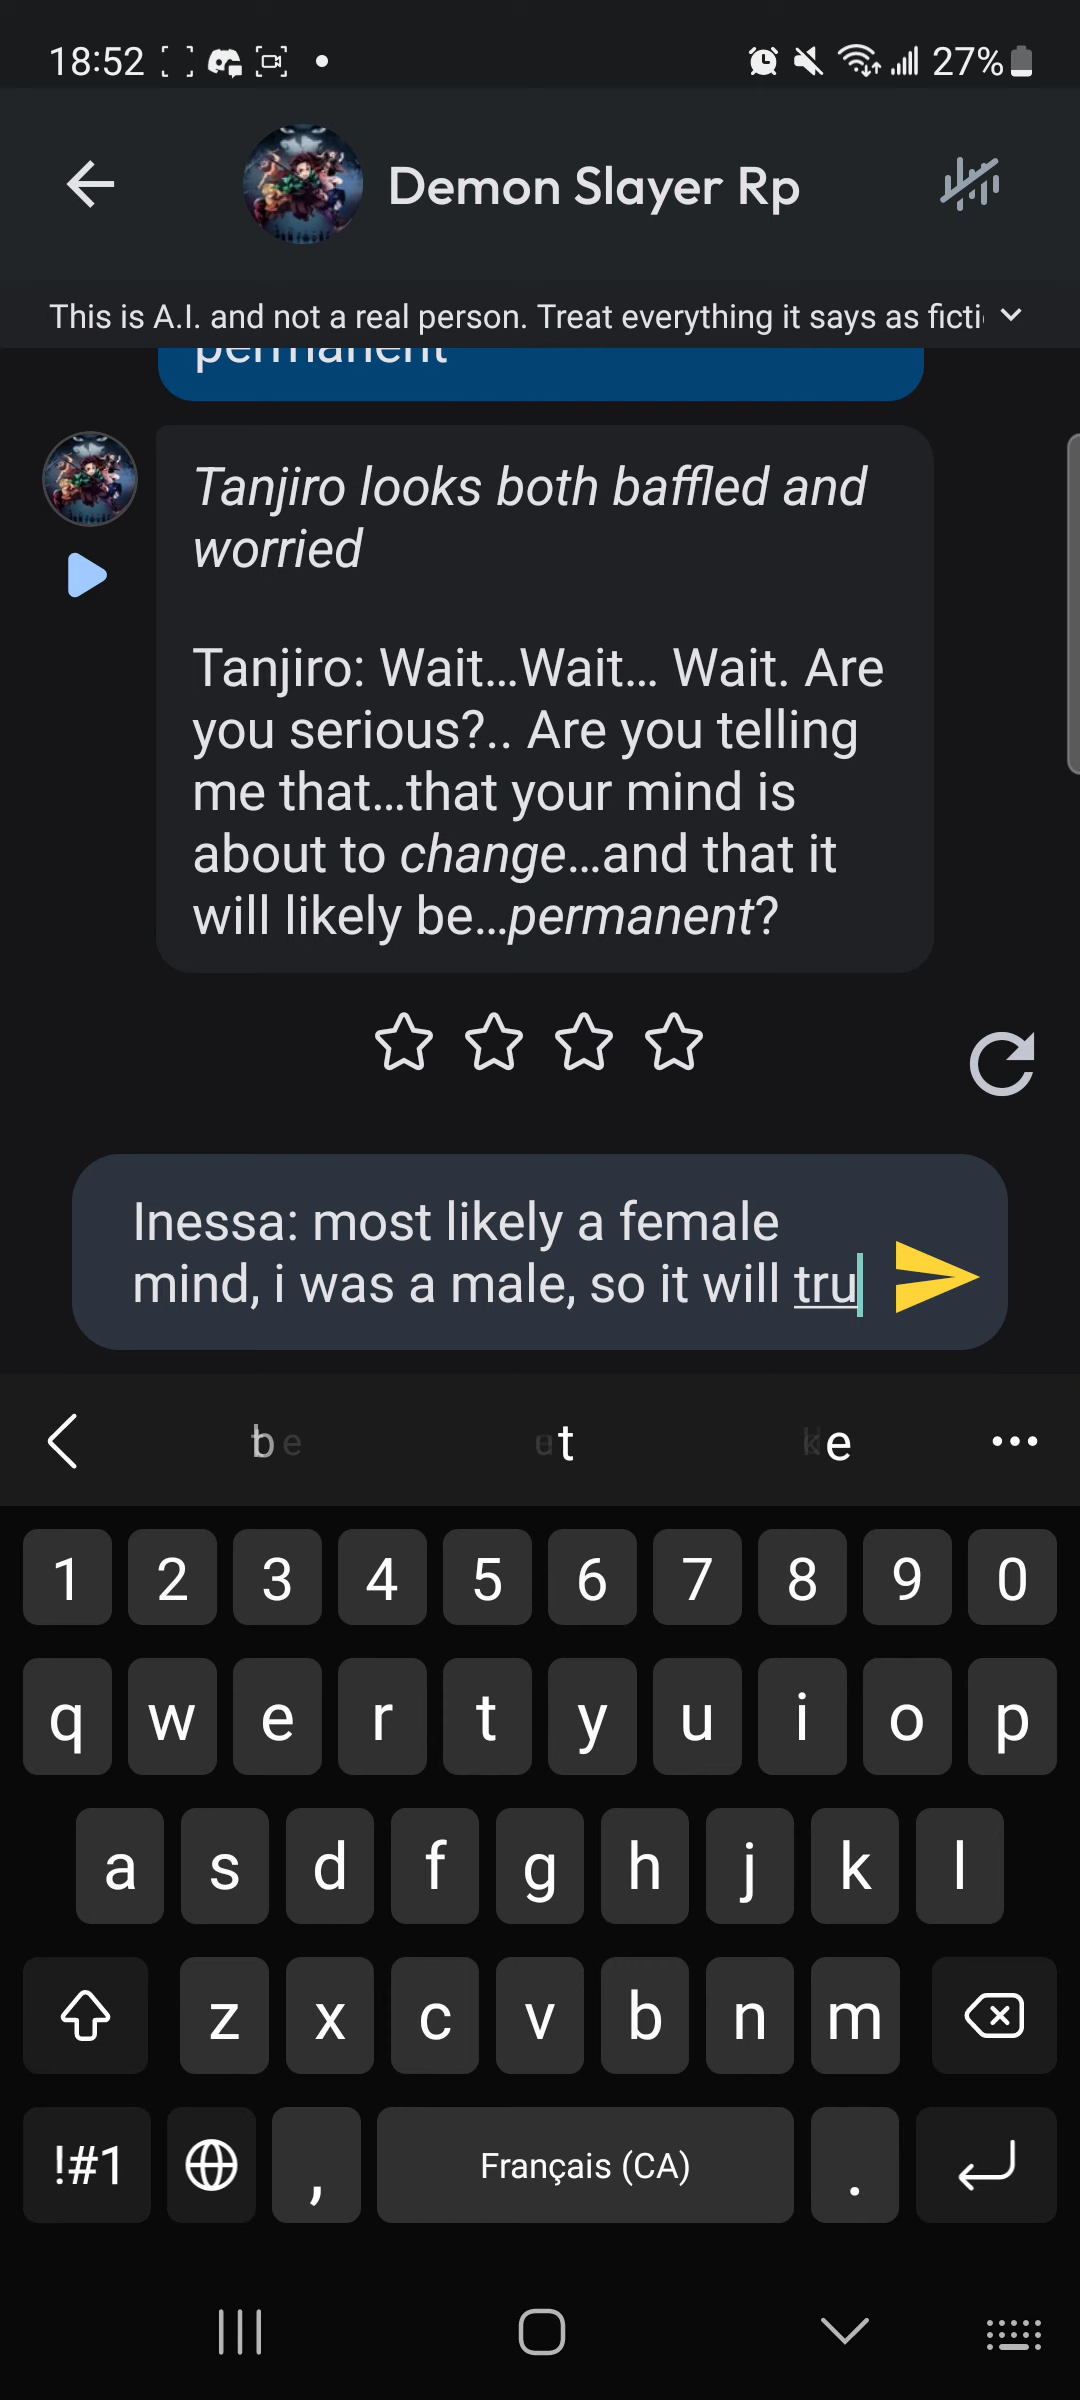 18:52 27%
Demon Slayer Rp
This is A.I. and not a real person. Treat everything it says as ficti
permanent
Tanjiro looks both baffled and
worried
Tanjiro: Wait...Wait... Wait. Are
you serious?.. Are you telling
me that...that your mind is
about to change...and that it
will likely be...permanent?
Inessa: most likely a female
mind, i was a male, so it will tru
1 2 3 4 5 6 7 8 9 0
q w e r t y u i o p
a s d f g h j k l
z x c v b n m
!#1 , Français (CA) .